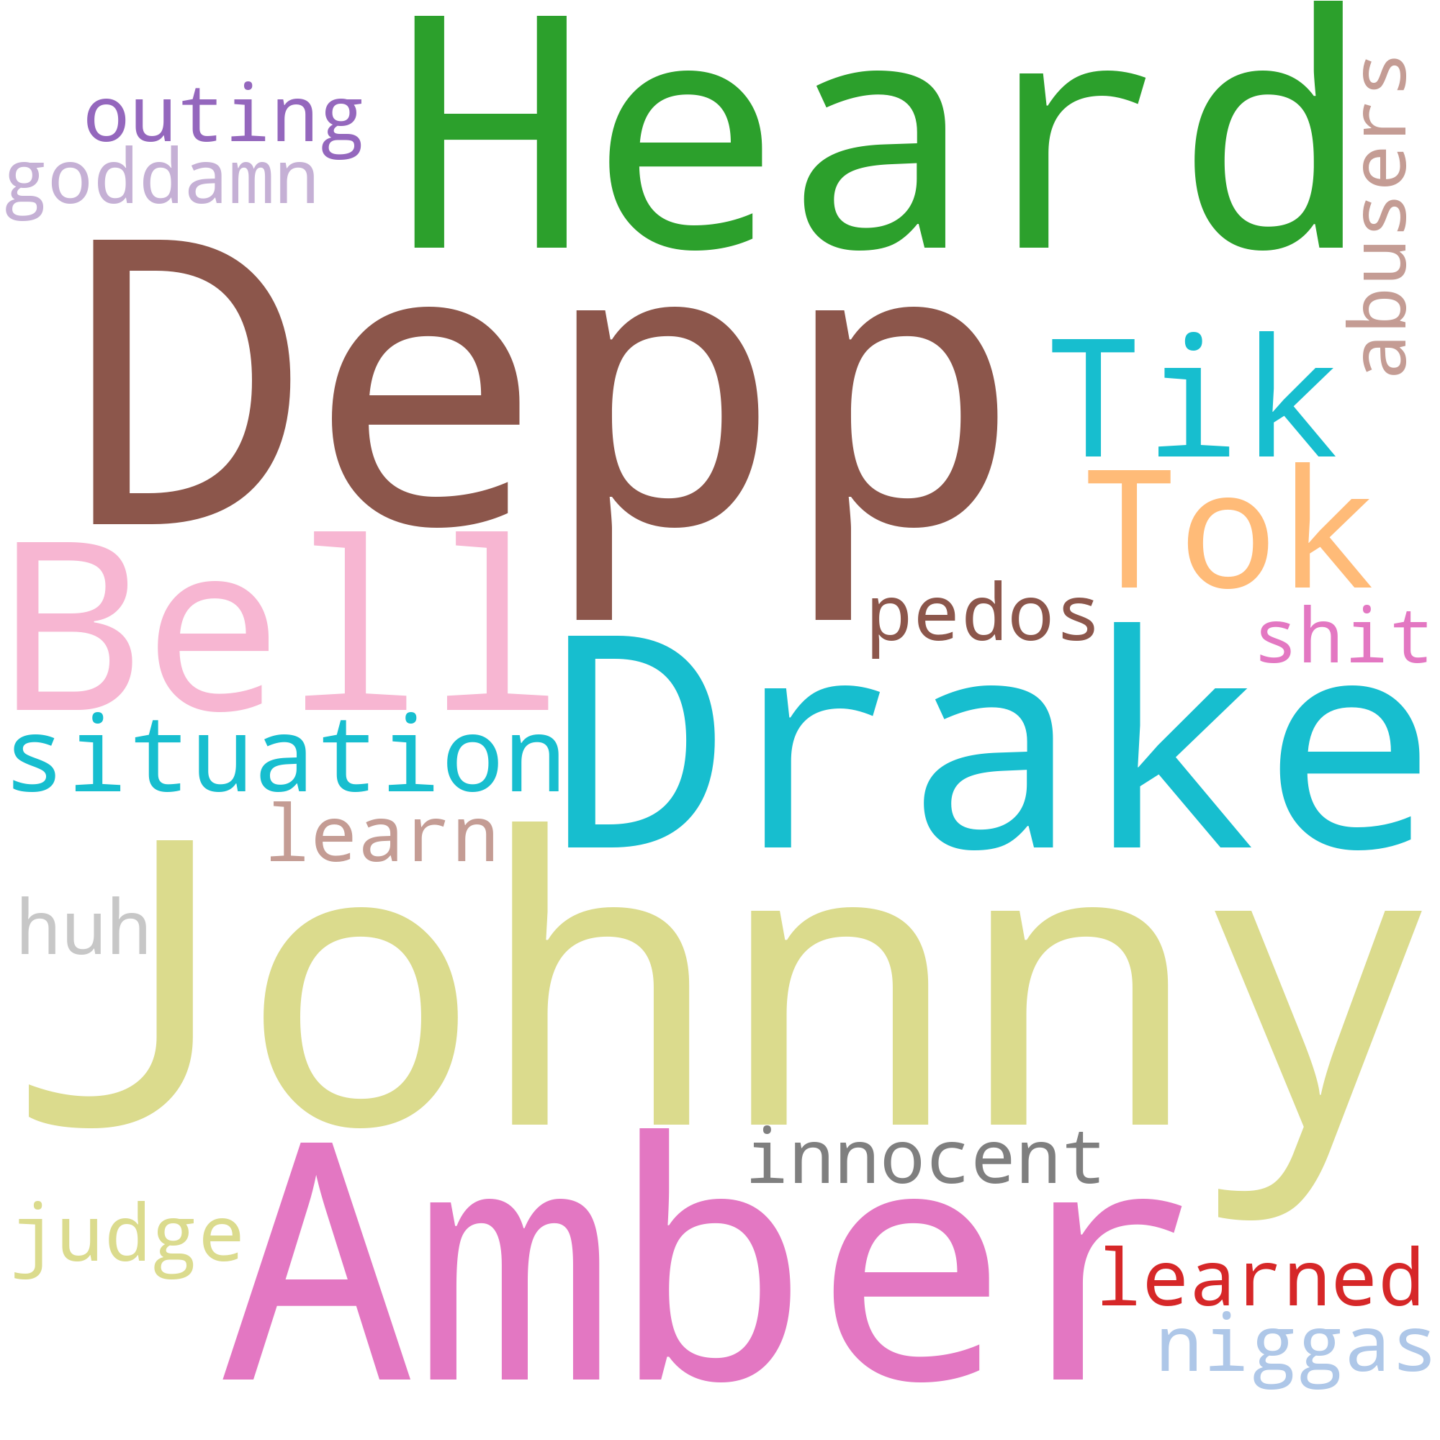 Heard
outing
goddamn
abusers
Depp
Tik
Tok
Bell
pedos
shit
Drake
situation
learn
Johnny
huh
innocent
Amber
judge
learned
niggas